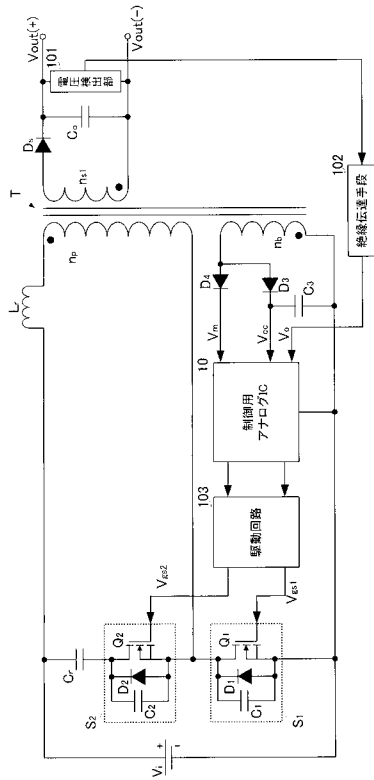 Vout(+)
Vout(-)
101
電圧検出部
Ds
Co
T
ns1
Lr
np
nb
102
絶縁伝達手段
D4
D3
C3
Vm
Vcc
Vo
10
制御用
アナログIC
103
駆動回路
Vgs2
Vgs1
Cr
Q2
D2
C2
S2
Q1
D1
C1
S1
Vi
+
-